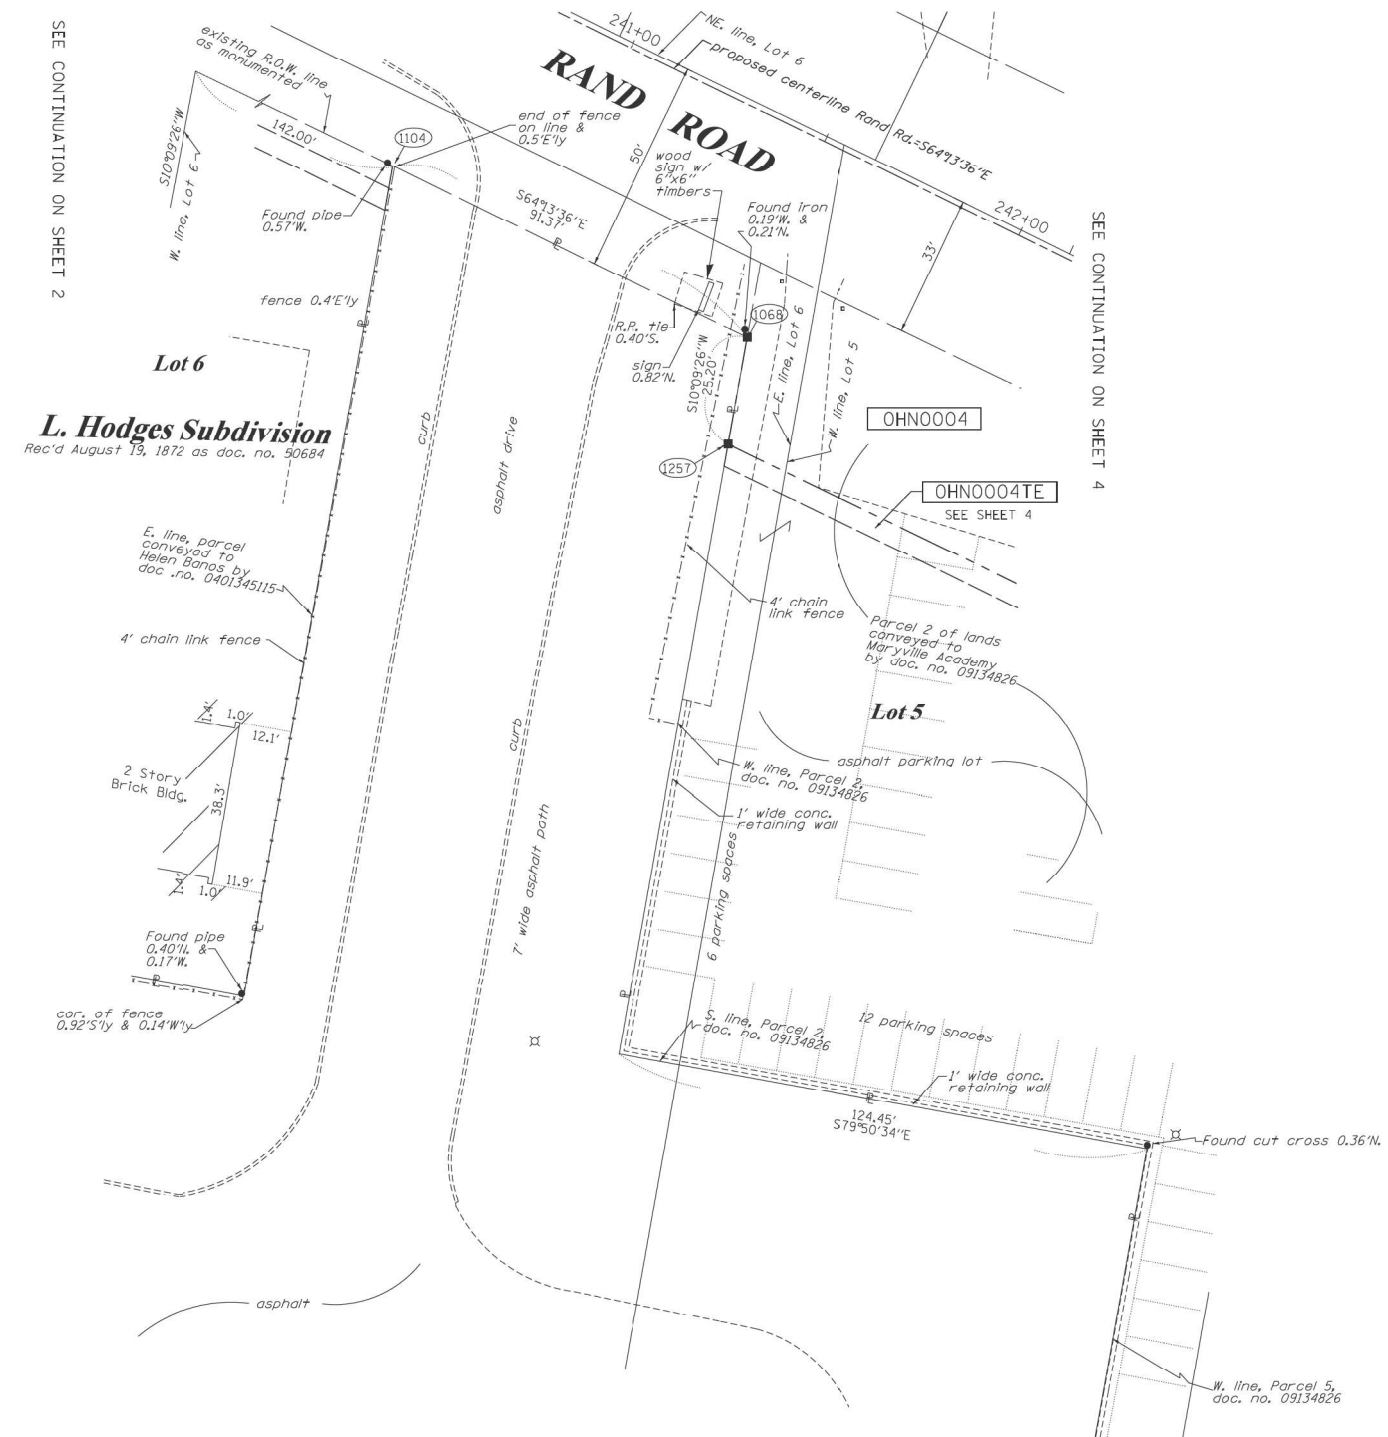 SEE CONTINUATION ON SHEET 2
existing R.O.W. line
as monumented
142.00'
S10°09'26"W
W. line, Lot 6
1104
end of fence
on line &
0.5'E'ly
Found pipe
0.57'W.
S64°13'36"E
91.37'
RAND ROAD
241+00
NE. line, Lot 6
proposed centerline Rand Rd.=S64°13'36"E
242+00
50'
33'
wood
sign w/
6"x6"
timbers
Found iron
0.19'W. &
0.21'N.
1068
R.P. tie
0.40'S.
sign
0.82'N.
S10°09'26"W
25.20'
E. line, Lot 6
W. line, Lot 5
1257
OHN0004
OHN0004TE
SEE SHEET 4
SEE CONTINUATION ON SHEET 4
fence 0.4'E'ly
Lot 6
L. Hodges Subdivision
Rec'd August 19, 1872 as doc. no. 50684
curb
asphalt drive
E. line, parcel
conveyed to
Helen Banos by
doc .no. 0401345115
4' chain link fence
4' chain
link fence
Parcel 2 of lands
conveyed to
Maryville Academy
by doc. no. 09134826
Lot 5
asphalt parking lot
1.4'
1.0'
12.1'
2 Story
Brick Bldg.
38.3'
1.4'
1.0'
11.9'
curb
7' wide asphalt path
W. line, Parcel 2,
doc. no. 09134826
1' wide conc.
retaining wall
6 parking spaces
Found pipe
0.40'N. &
0.17'W.
cor. of fence
0.92'S'ly & 0.14'W'ly
S. line, Parcel 2,
doc. no. 09134826
12 parking spaces
1' wide conc.
retaining wall
124.45'
S79°50'34"E
Found cut cross 0.36'N.
asphalt
W. line, Parcel 5,
doc. no. 09134826